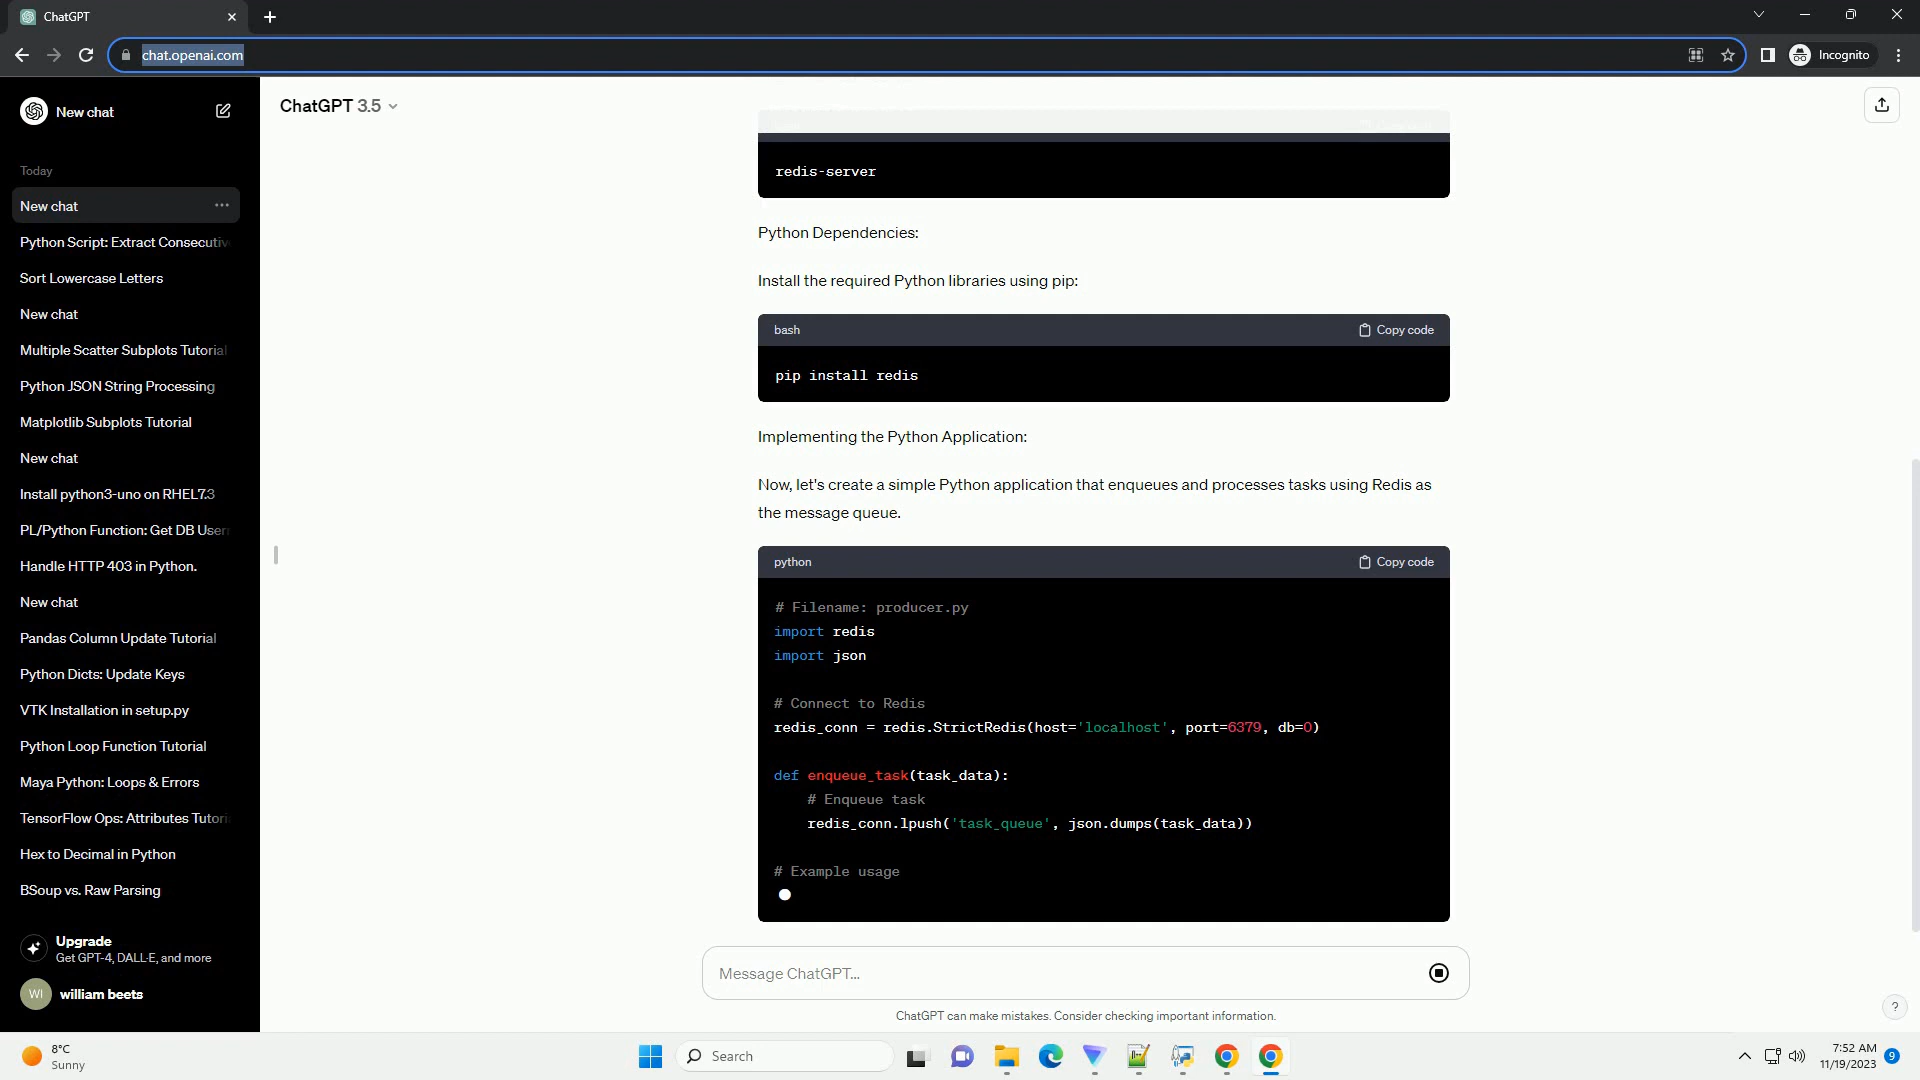 ChatGPT
chat.openai.com
Incognito
New chat
ChatGPT 3.5
Today
New chat
Python Script: Extract Consecutiv
Sort Lowercase Letters
New chat
Multiple Scatter Subplots Tutorial
Python JSON String Processing
Matplotlib Subplots Tutorial
New chat
Install python3-uno on RHEL7.3
PL/Python Function: Get DB User
Handle HTTP 403 in Python.
New chat
Pandas Column Update Tutorial
Python Dicts: Update Keys
VTK Installation in setup.py
Python Loop Function Tutorial
Maya Python: Loops & Errors
TensorFlow Ops: Attributes Tutori
Hex to Decimal in Python
BSoup vs. Raw Parsing
Upgrade
Get GPT-4, DALL·E, and more
WI
william beets
redis-server
Python Dependencies:
Install the required Python libraries using pip:
bash
Copy code
pip install redis
Implementing the Python Application:
Now, let's create a simple Python application that enqueues and processes tasks using Redis as
the message queue.
python
Copy code
# Filename: producer.py
import redis
import json
# Connect to Redis
redis_conn = redis.StrictRedis(host='localhost', port=6379, db=0)
def enqueue_task(task_data):
# Enqueue task
redis_conn.lpush('task_queue', json.dumps(task_data))
# Example usage
Message ChatGPT...
ChatGPT can make mistakes. Consider checking important information.
?
8°C
Sunny
Search
7:52 AM
11/19/2023
9